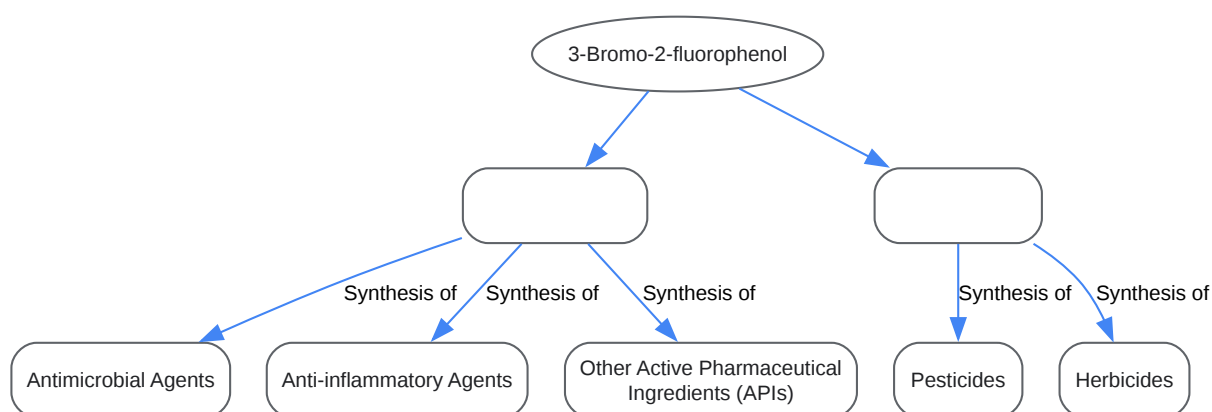 3-Bromo-2-fluorophenol
Synthesis of
Synthesis of
Synthesis of
Synthesis of
Synthesis of
Antimicrobial Agents
Anti-inflammatory Agents
Other Active Pharmaceutical
Ingredients (APIs)
Pesticides
Herbicides